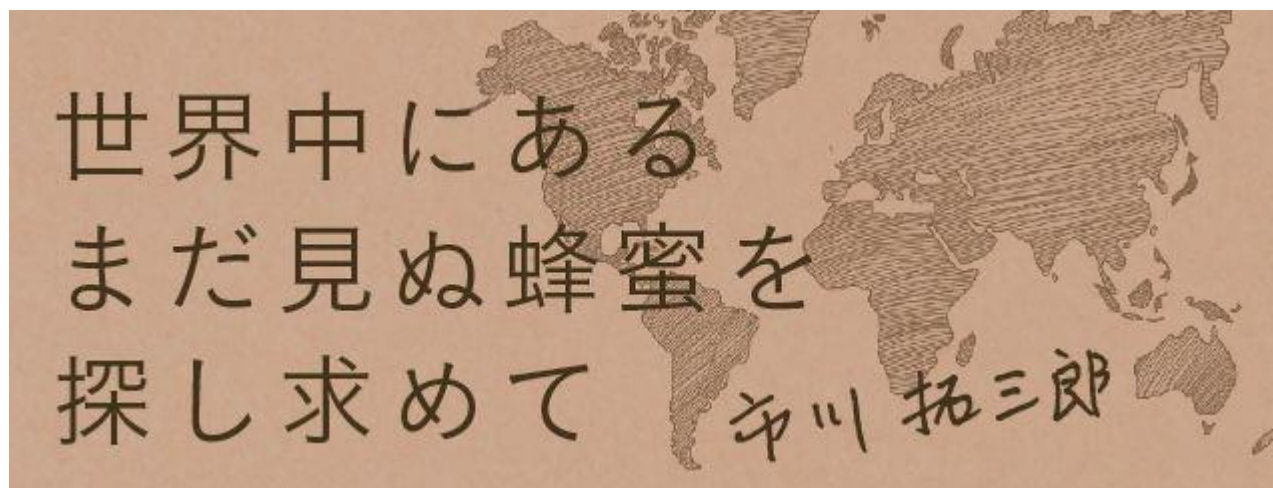 世界中にある
まだ見ぬ蜂蜜を
探し求めて
市川拓三郎